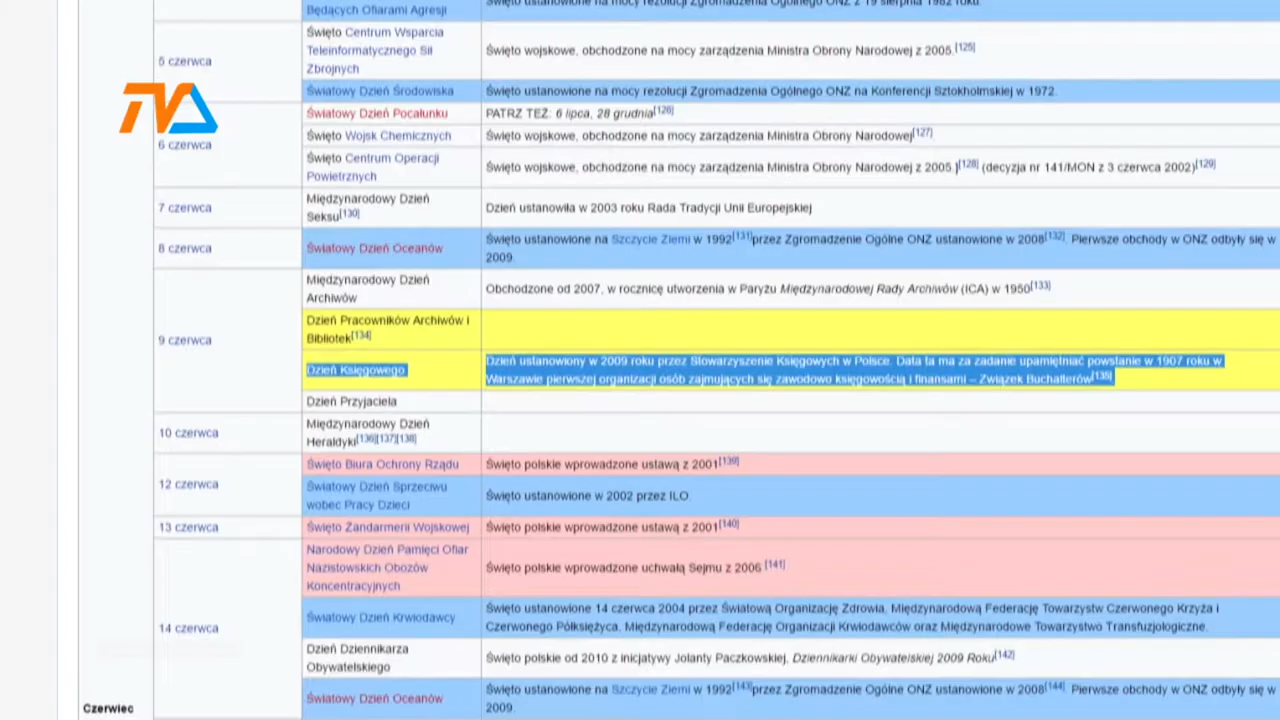 Będących Ofiarami Agresji
Święto ustanowione na mocy rezolucji Zgromadzenia Ogólnego ONZ z 19 sierpnia 1982 roku.
5 czerwca
Święto Centrum Wsparcia
Teleinformatycznego Sił
Zbrojnych
Święto wojskowe, obchodzone na mocy zarządzenia Ministra Obrony Narodowej z 2005.[125]
Światowy Dzień Środowiska
Święto ustanowione na mocy rezolucji Zgromadzenia Ogólnego ONZ na Konferencji Sztokholmskiej w 1972.
TVA
6 czerwca
Światowy Dzień Pocałunku
PATRZ TEŻ: 6 lipca, 28 grudnia[126]
Święto Wojsk Chemicznych
Święto wojskowe, obchodzone na mocy zarządzenia Ministra Obrony Narodowej[127]
Święto Centrum Operacji
Powietrznych
Święto wojskowe, obchodzone na mocy zarządzenia Ministra Obrony Narodowej z 2005.][128] (decyzja nr 141/MON z 3 czerwca 2002)[129]
7 czerwca
Międzynarodowy Dzień
Seksu[130]
Dzień ustanowiła w 2003 roku Rada Tradycji Unii Europejskiej
8 czerwca
Światowy Dzień Oceanów
Święto ustanowione na Szczycie Ziemi w 1992[131]przez Zgromadzenie Ogólne ONZ ustanowione w 2008[132]. Pierwsze obchody w ONZ odbyły się w
2009.
9 czerwca
Międzynarodowy Dzień
Archiwów
Obchodzone od 2007, w rocznicę utworzenia w Paryżu Międzynarodowej Rady Archiwów (ICA) w 1950[133]
Dzień Pracowników Archiwów i
Bibliotek[134]
Dzień Księgowego
Dzień ustanowiony w 2009 roku przez Stowarzyszenie Księgowych w Polsce. Data ta ma za zadanie upamiętniać powstanie w 1907 roku w
Warszawie pierwszej organizacji osób zajmujących się zawodowo księgowością i finansami – Związek Buchalterów[135]
Dzień Przyjaciela
10 czerwca
Międzynarodowy Dzień
Heraldyki[136][137][138]
12 czerwca
Święto Biura Ochrony Rządu
Święto polskie wprowadzone ustawą z 2001[139]
Światowy Dzień Sprzeciwu
wobec Pracy Dzieci
Święto ustanowione w 2002 przez ILO.
13 czerwca
Święto Żandarmerii Wojskowej
Święto polskie wprowadzone ustawą z 2001[140]
14 czerwca
Narodowy Dzień Pamięci Ofiar
Nazistowskich Obozów
Koncentracyjnych
Święto polskie wprowadzone uchwałą Sejmu z 2006 [141]
Światowy Dzień Krwiodawcy
Święto ustanowione 14 czerwca 2004 przez Światową Organizację Zdrowia, Międzynarodową Federację Towarzystw Czerwonego Krzyża i
Czerwonego Półksiężyca, Międzynarodową Federację Organizacji Krwiodawców oraz Międzynarodowe Towarzystwo Transfuzjologiczne.
Dzień Dziennikarza
Obywatelskiego
Święto polskie od 2010 z inicjatywy Jolanty Paczkowskiej, Dziennikarki Obywatelskiej 2009 Roku[142]
Światowy Dzień Oceanów
Święto ustanowione na Szczycie Ziemi w 1992[143]przez Zgromadzenie Ogólne ONZ ustanowione w 2008[144]. Pierwsze obchody w ONZ odbyły się w
2009.
Czerwiec